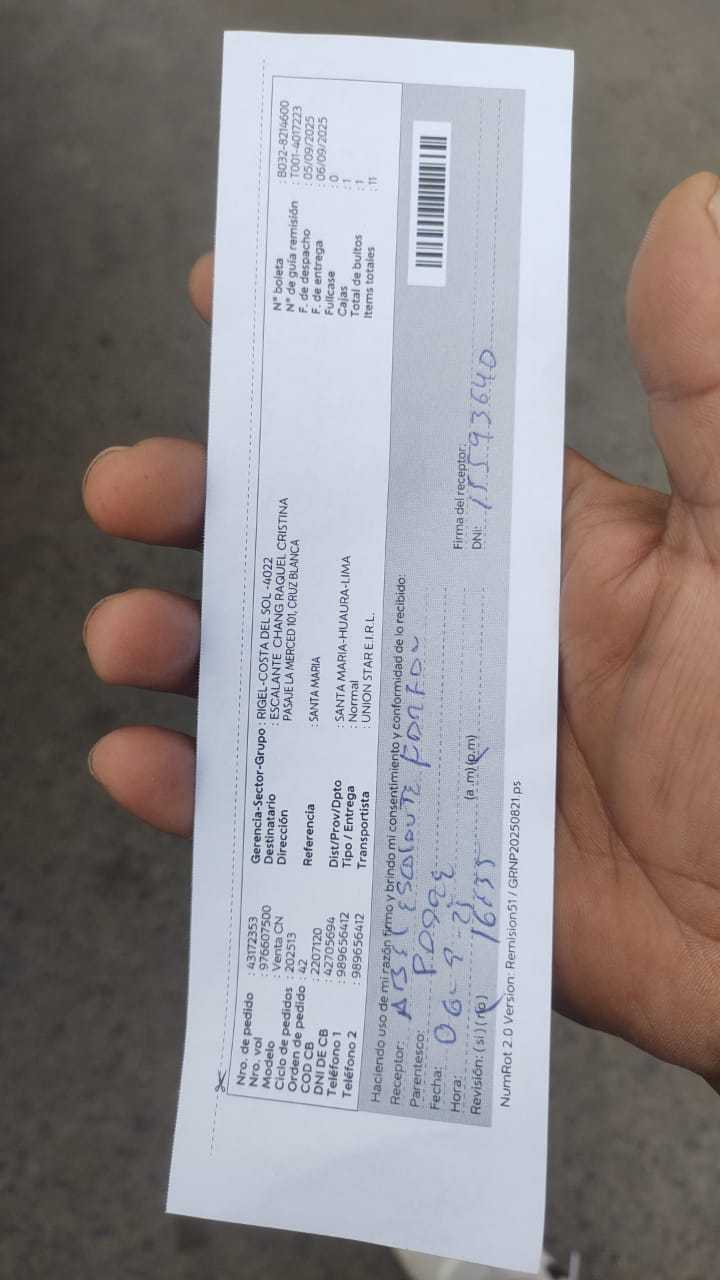 Nro. de pedido : 43172353
Nro. vol : 976607500
Modelo : Venta CN
Ciclo de pedidos : 202513
Orden de pedido : 42
COD CB : 2207120
DNI DE CB : 42705694
Teléfono 1 : 989656412
Teléfono 2 : 989656412
Gerencia-Sector-Grupo : RIGEL-COSTA DEL SOL -4022
Destinatario : ESCALANTE CHANG RAQUEL CRISTINA
Dirección PASAJE LA MERCED 101, CRUZ BLANCA
Referencia : SANTA MARIA
Dist/Prov/Dpto : SANTA MARIA-HUAURA-LIMA
Tipo / Entrega : Normal
Transportista : UNION STAR E.I.R.L.
N° boleta : B032-8214600
N° de guía remisión : T001-4017223
F. de despacho : 05/09/2025
F. de entrega : 06/09/2025
Fullcase : 0
Cajas : 1
Total de bultos : 1
Items totales : 11
Haciendo uso de mi razón firmo y brindo mi consentimiento y conformidad de lo recibido:
Receptor: ABEL ESCALANTE
Parentesco: PADRE
Fecha: 06-9-25
Hora: 16:35 (a .m) (p.m)
Revisión: (si) (no)
Firma del receptor:
DNI: 15593640
NumRot 2 0 Version: Remision51 / GRNP20250821 ps